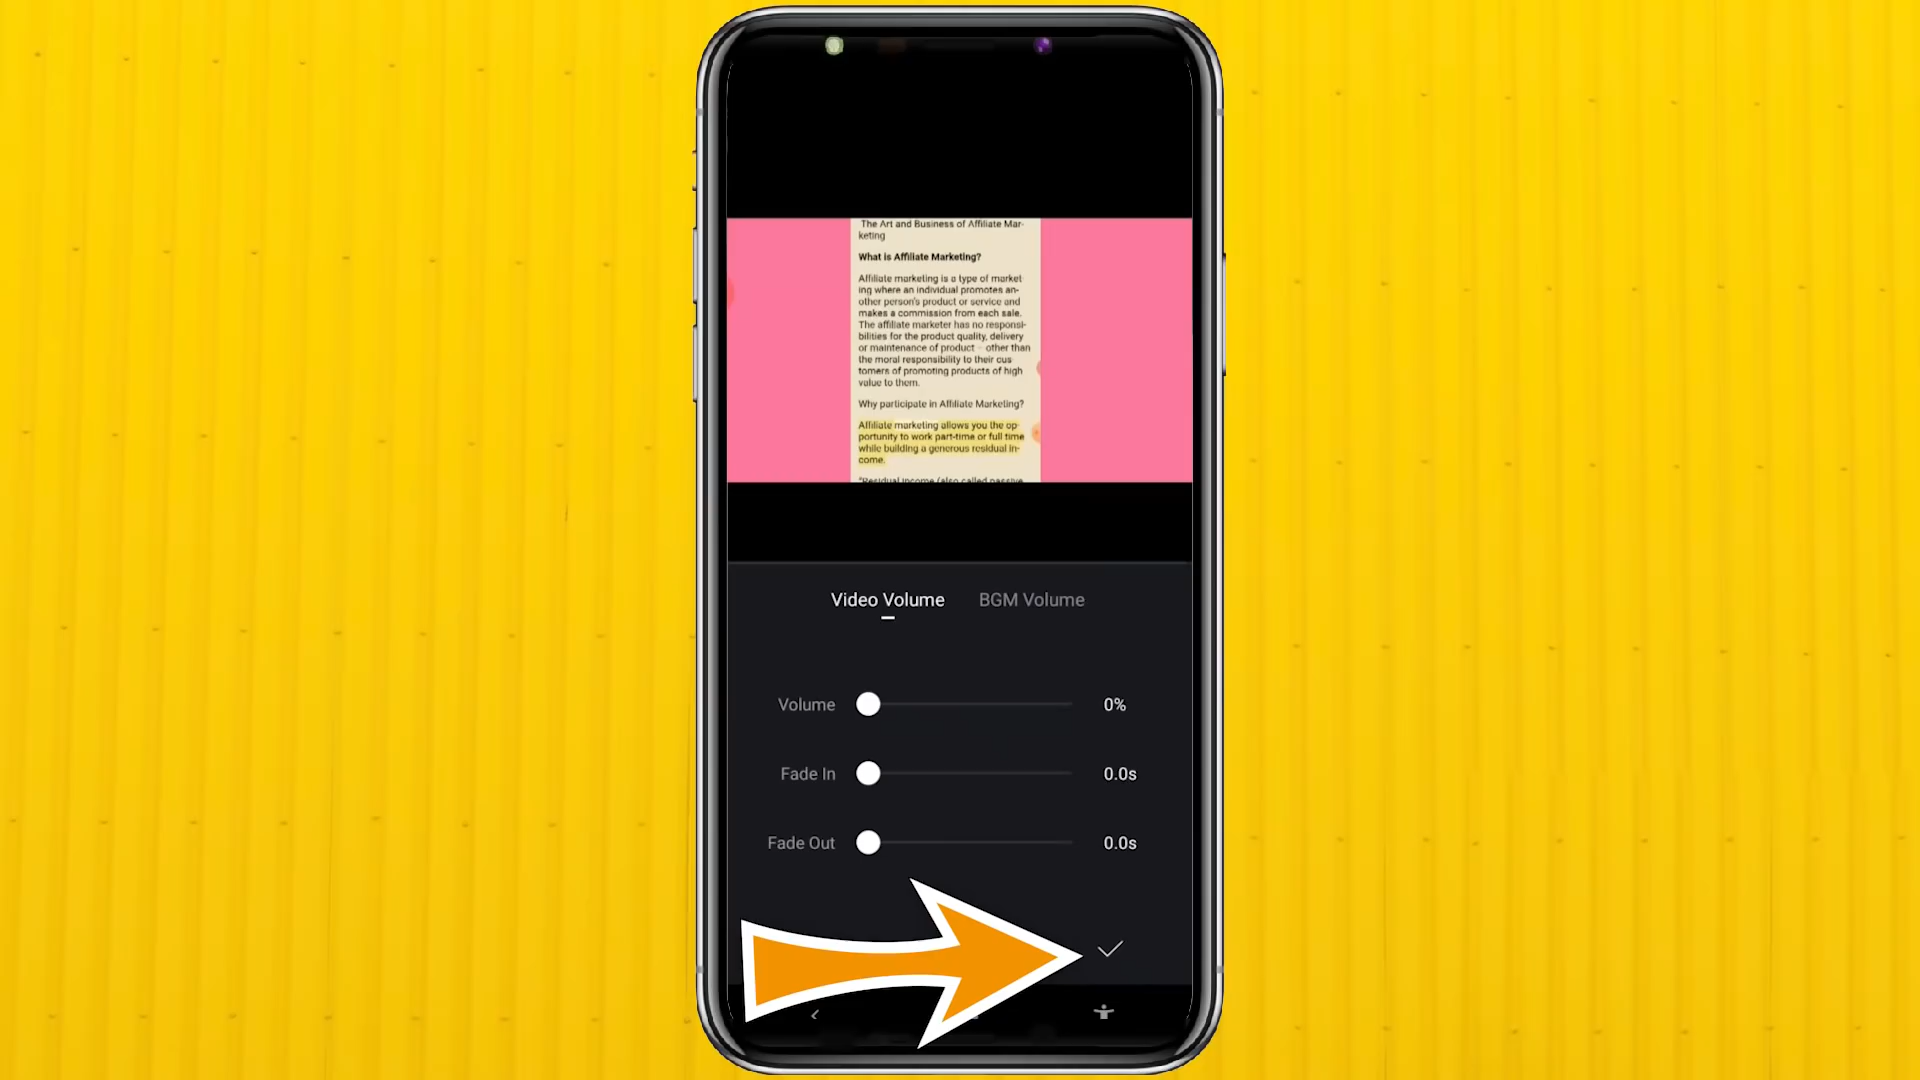 The Art and Business of Affiliate Mar-
keting
What is Affiliate Marketing?
Affiliate marketing is a type of market
ing where an individual promotes an-
other person's product or service and
makes a commission from each sale.
The affiliate marketer has no responsi-
bilities for the product quality, delivery
or maintenance of product – other than
the moral responsibility to their cus
tomers of promoting products of high
value to them.
Why participate in Affiliate Marketing?
Affiliate marketing allows you the op-
portunity to work part-time or full time
while building a generous residual in-
come.
"Residual income (also called passive
Video Volume BGM Volume
Volume 0%
Fade In 0.0s
Fade Out 0.0s